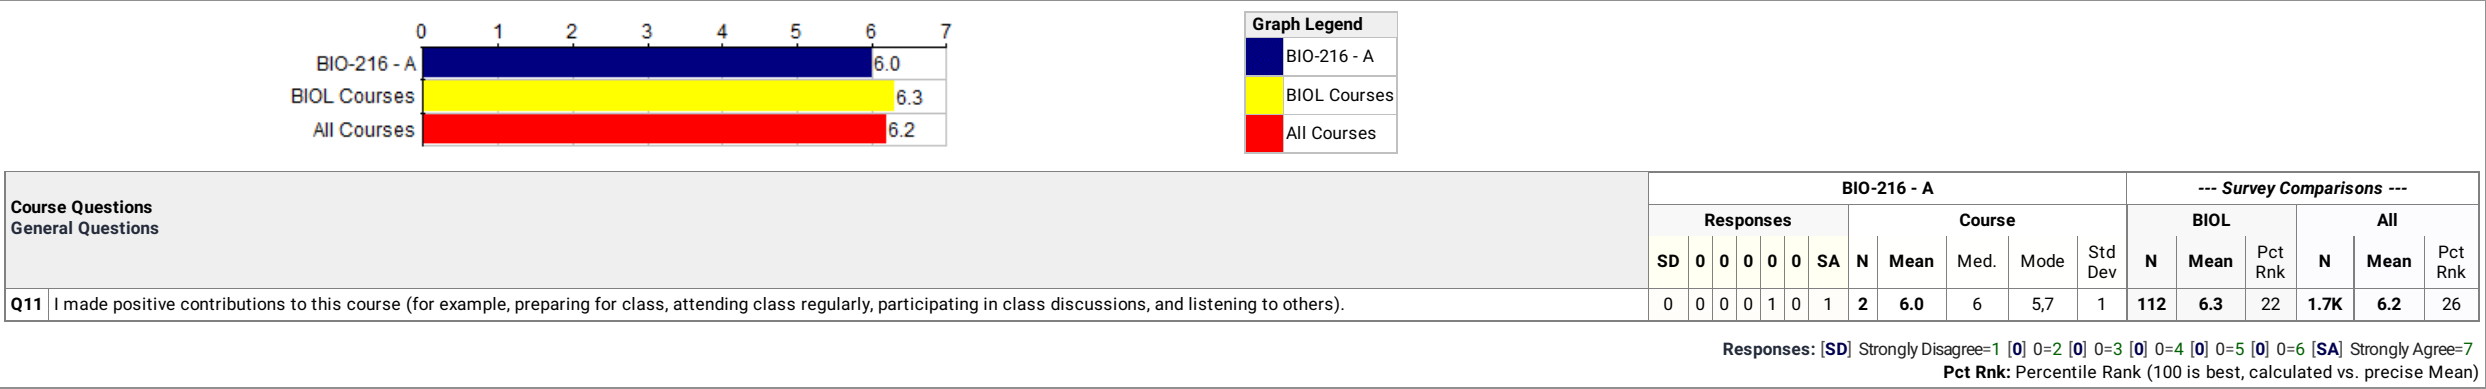 0 1 2 3 4 5 6 7
BIO-216 - A 6.0
BIOL Courses 6.3
All Courses 6.2
Graph Legend
BIO-216 - A
BIOL Courses
All Courses
Course Questions
General Questions
BIO-216 - A --- Survey Comparisons ---
Responses Course BIOL All
SD 0 0 0 0 0 SA N Mean Med. Mode Std Dev N Mean Pct Rnk N Mean Pct Rnk
Q11 I made positive contributions to this course (for example, preparing for class, attending class regularly, participating in class discussions, and listening to others). 0 0 0 0 1 0 1 2 6.0 6 5,7 1 112 6.3 22 1.7K 6.2 26
Responses: [SD] Strongly Disagree=1 [0] 0=2 [0] 0=3 [0] 0=4 [0] 0=5 [0] 0=6 [SA] Strongly Agree=7
Pct Rnk: Percentile Rank (100 is best, calculated vs. precise Mean)